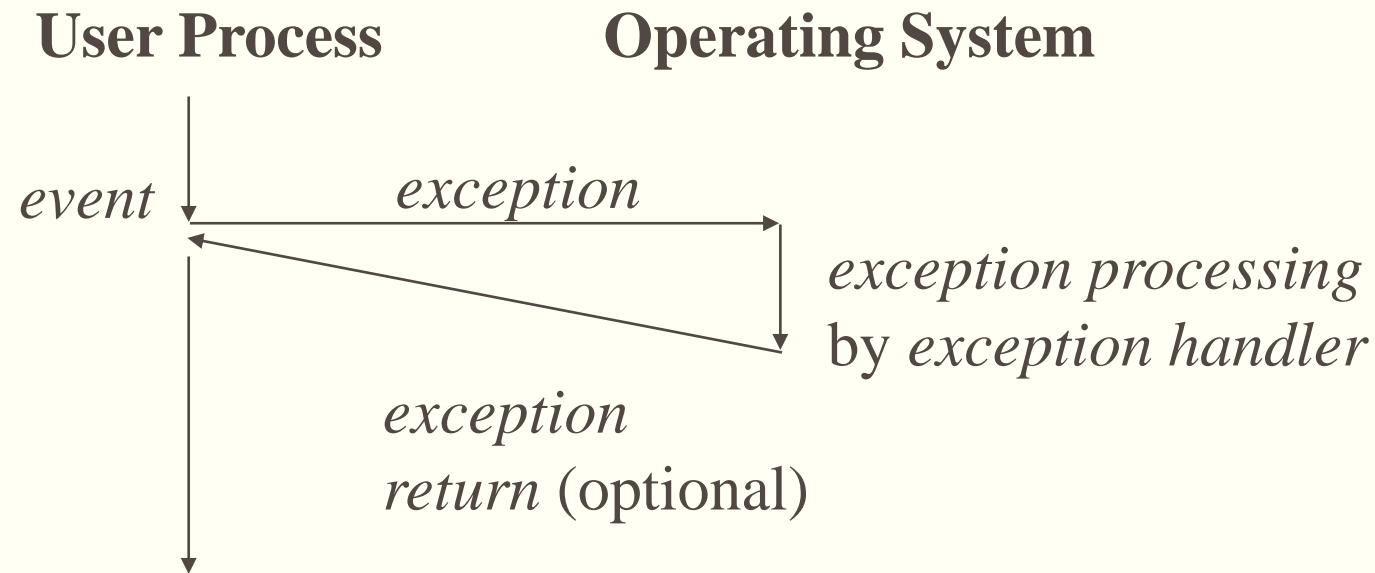 User Process
Operating System
event
exception
exception processing
by exception handler
exception
return (optional)